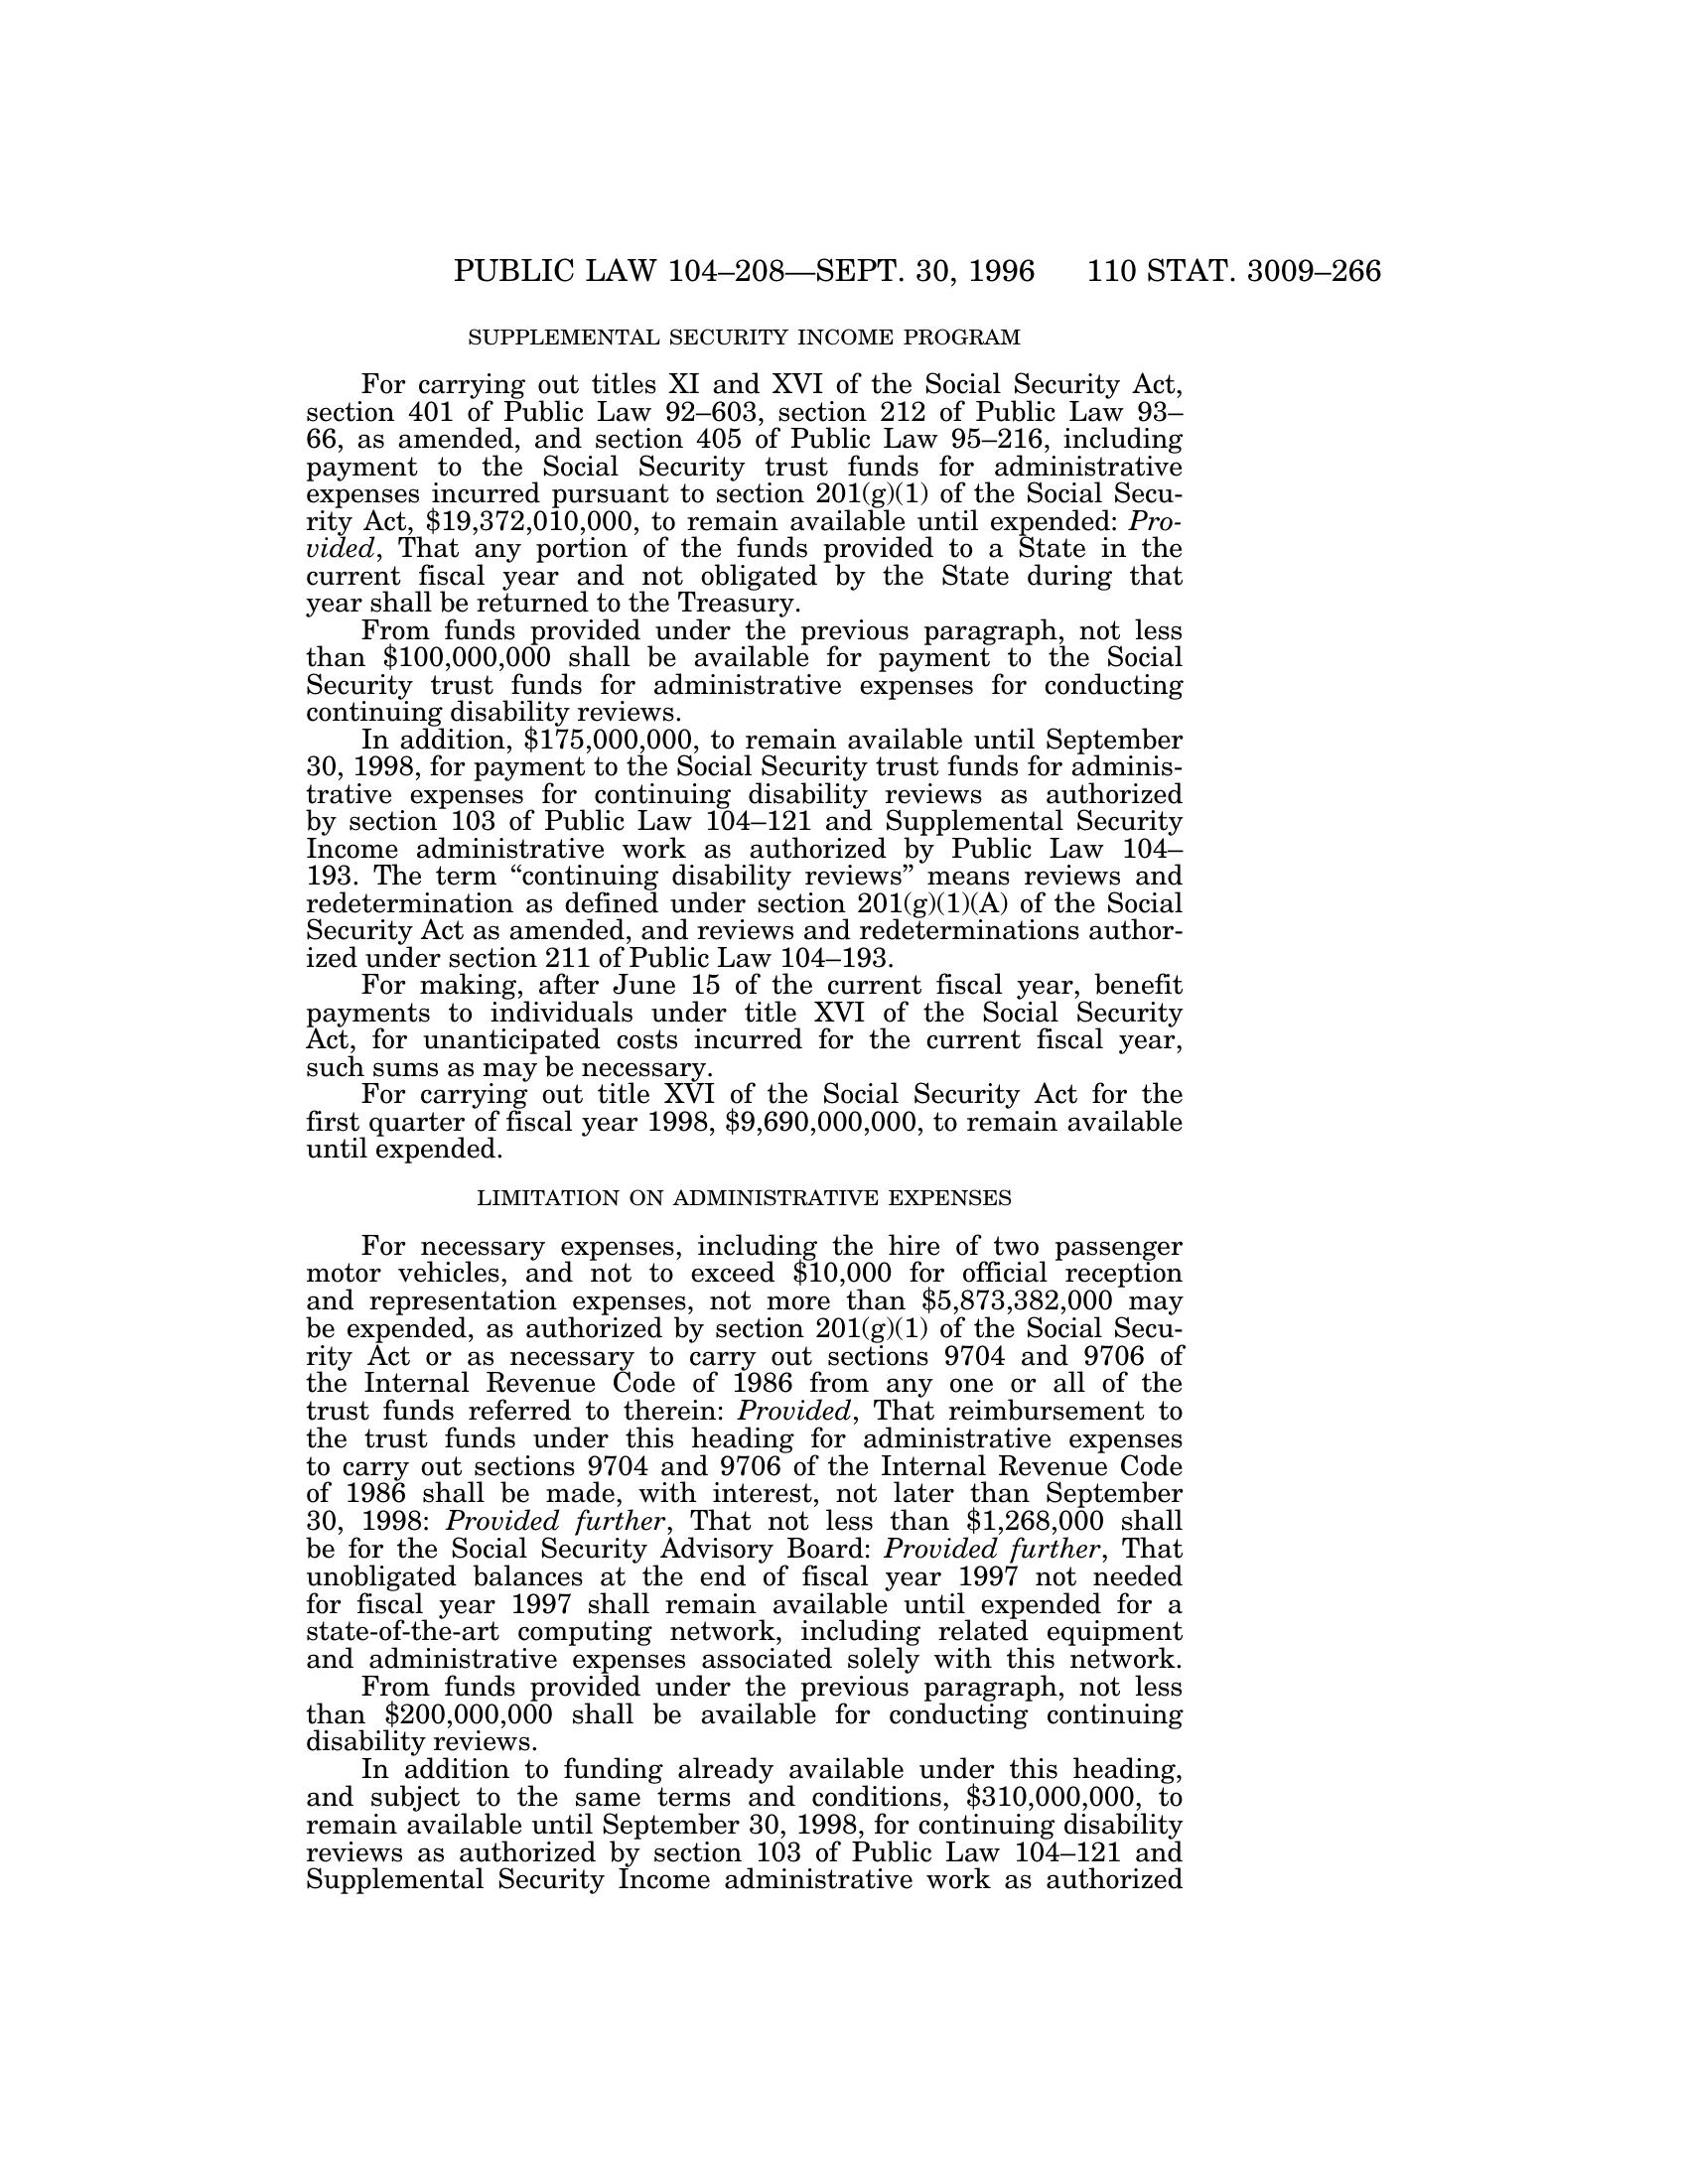 PUBLIC LAW 104–208—SEPT. 30, 1996 110 STAT. 3009–266
SUPPLEMENTAL SECURITY INCOME PROGRAM
For carrying out titles XI and XVI of the Social Security Act,
section 401 of Public Law 92–603, section 212 of Public Law 93–
66, as amended, and section 405 of Public Law 95–216, including
payment to the Social Security trust funds for administrative
expenses incurred pursuant to section 201(g)(1) of the Social Secu-
rity Act, $19,372,010,000, to remain available until expended: Pro-
vided, That any portion of the funds provided to a State in the
current fiscal year and not obligated by the State during that
year shall be returned to the Treasury.
From funds provided under the previous paragraph, not less
than $100,000,000 shall be available for payment to the Social
Security trust funds for administrative expenses for conducting
continuing disability reviews.
In addition, $175,000,000, to remain available until September
30, 1998, for payment to the Social Security trust funds for adminis-
trative expenses for continuing disability reviews as authorized
by section 103 of Public Law 104–121 and Supplemental Security
Income administrative work as authorized by Public Law 104–
193. The term “continuing disability reviews” means reviews and
redetermination as defined under section 201(g)(1)(A) of the Social
Security Act as amended, and reviews and redeterminations author-
ized under section 211 of Public Law 104–193.
For making, after June 15 of the current fiscal year, benefit
payments to individuals under title XVI of the Social Security
Act, for unanticipated costs incurred for the current fiscal year,
such sums as may be necessary.
For carrying out title XVI of the Social Security Act for the
first quarter of fiscal year 1998, $9,690,000,000, to remain available
until expended.
LIMITATION ON ADMINISTRATIVE EXPENSES
For necessary expenses, including the hire of two passenger
motor vehicles, and not to exceed $10,000 for official reception
and representation expenses, not more than $5,873,382,000 may
be expended, as authorized by section 201(g)(1) of the Social Secu-
rity Act or as necessary to carry out sections 9704 and 9706 of
the Internal Revenue Code of 1986 from any one or all of the
trust funds referred to therein: Provided, That reimbursement to
the trust funds under this heading for administrative expenses
to carry out sections 9704 and 9706 of the Internal Revenue Code
of 1986 shall be made, with interest, not later than September
30, 1998: Provided further, That not less than $1,268,000 shall
be for the Social Security Advisory Board: Provided further, That
unobligated balances at the end of fiscal year 1997 not needed
for fiscal year 1997 shall remain available until expended for a
state-of-the-art computing network, including related equipment
and administrative expenses associated solely with this network.
From funds provided under the previous paragraph, not less
than $200,000,000 shall be available for conducting continuing
disability reviews.
In addition to funding already available under this heading,
and subject to the same terms and conditions, $310,000,000, to
remain available until September 30, 1998, for continuing disability
reviews as authorized by section 103 of Public Law 104–121 and
Supplemental Security Income administrative work as authorized